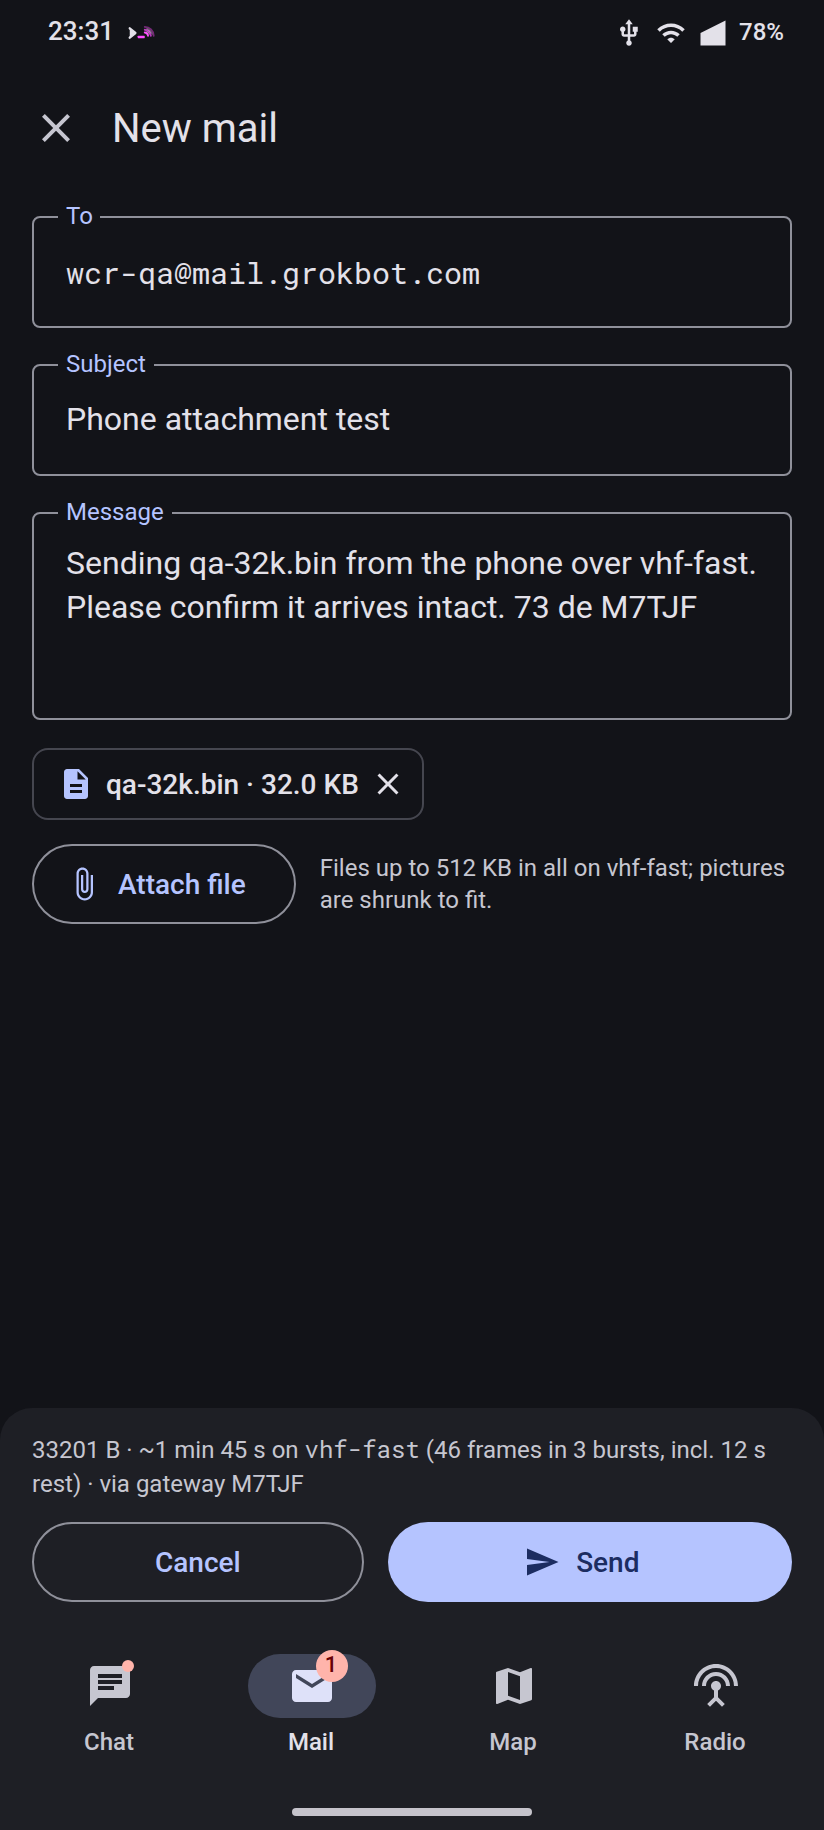 23:31
78%
New mail
To
wcr-qa@mail.grokbot.com
Subject
Phone attachment test
Message
Sending qa-32k.bin from the phone over vhf-fast.
Please confirm it arrives intact. 73 de M7TJF
qa-32k.bin · 32.0 KB
Attach file
Files up to 512 KB in all on vhf-fast; pictures
are shrunk to fit.
33201 B · ~1 min 45 s on vhf-fast (46 frames in 3 bursts, incl. 12 s
rest) · via gateway M7TJF
Cancel
Send
1
Chat
Mail
Map
Radio